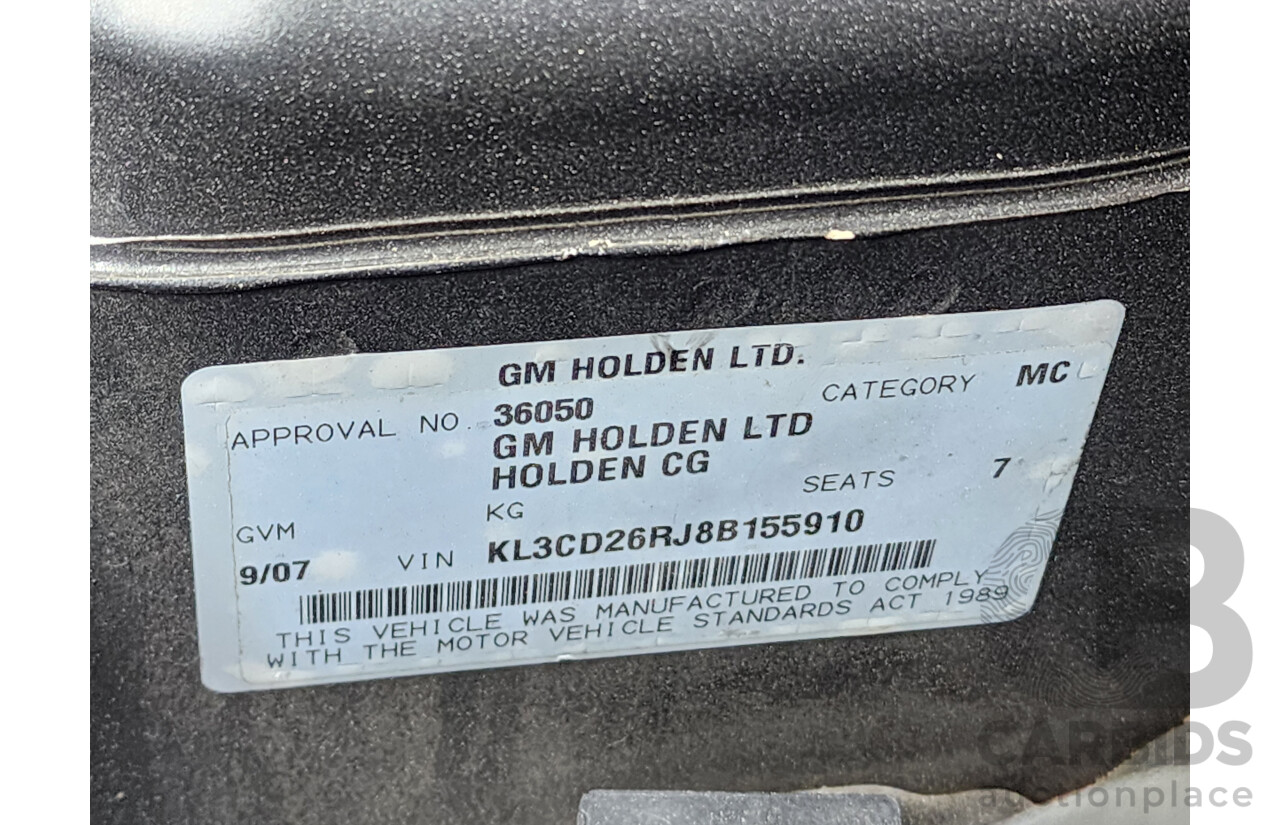 GM HOLDEN LTD.
APPROVAL NO. 36050 CATEGORY MC
GM HOLDEN LTD
HOLDEN CG
SEATS 7
GVM KG
9/07 VIN KL3CD26RJ8B155910
THIS VEHICLE WAS MANUFACTURED TO COMPLY
WITH THE MOTOR VEHICLE STANDARDS ACT 1989
CARBIDS
auctionplace